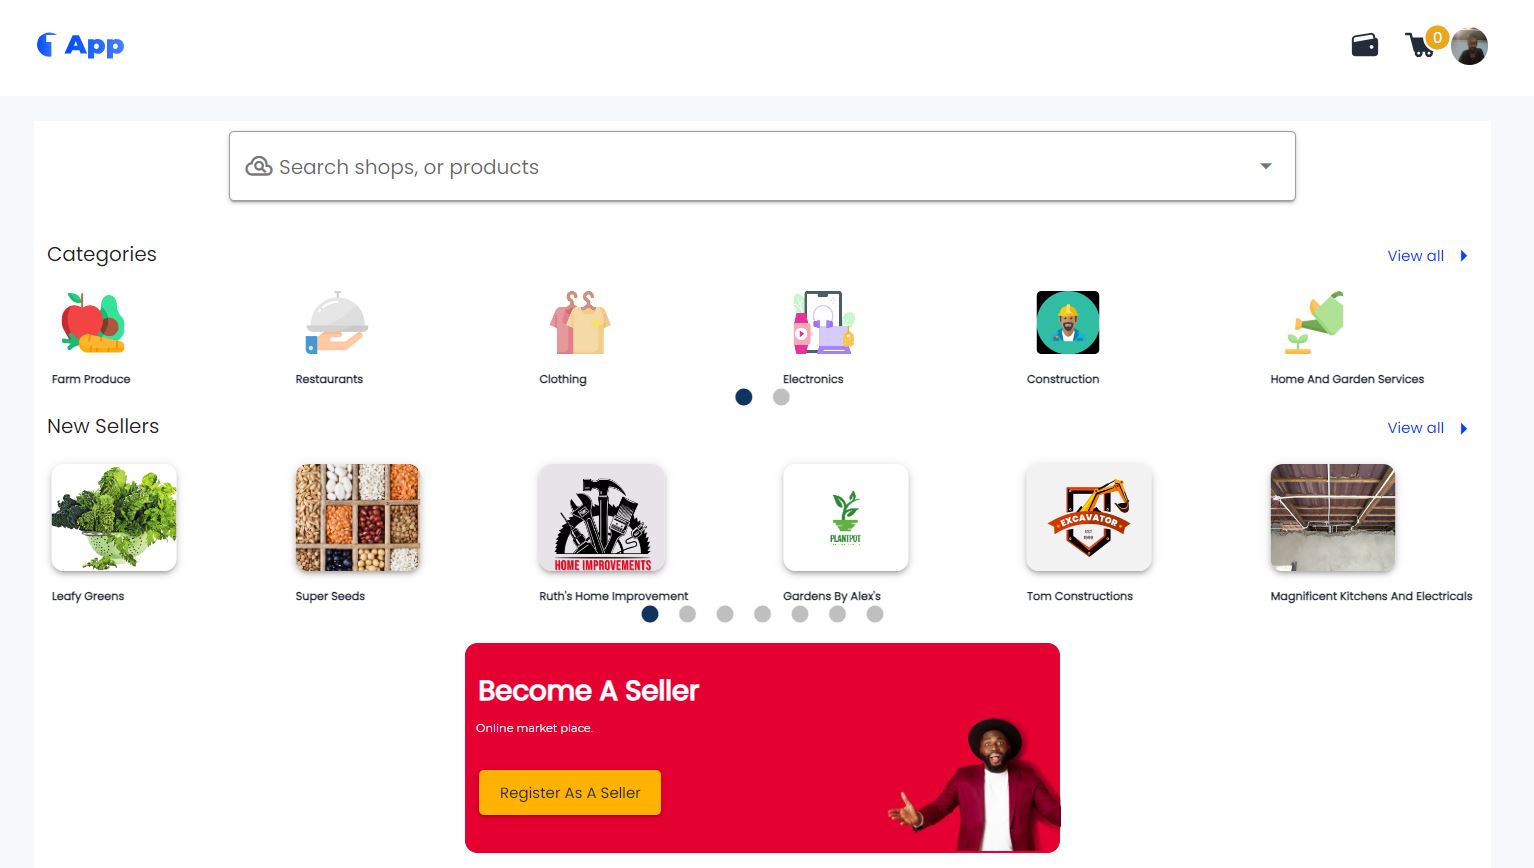 App
0
Search shops, or products
Categories
View all
Farm Produce
Restaurants
Clothing
Electronics
Construction
Home And Garden Services
New Sellers
View all
HOME IMPROVEMENTS
PLANTPOT
EXCAVATOR
EST
1999
Leafy Greens
Super Seeds
Ruth's Home Improvement
Gardens By Alex's
Tom Constructions
Magnificent Kitchens And Electricals
Become A Seller
Online market place.
Register As A Seller